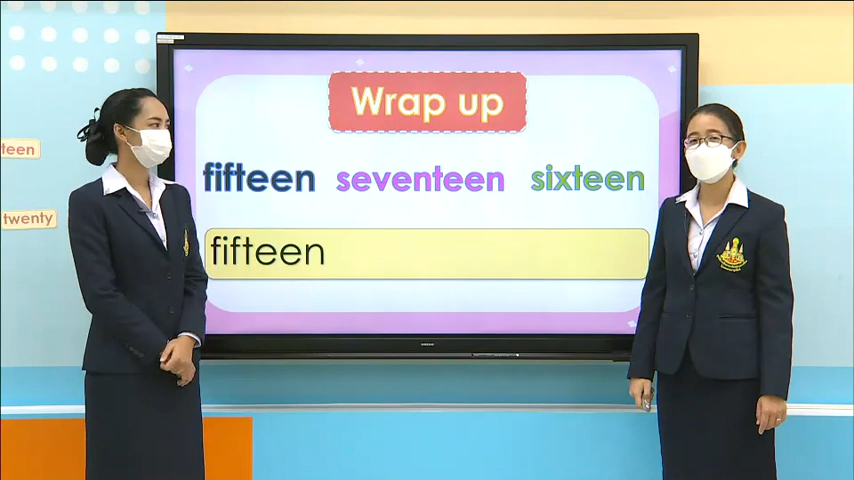 Wrap up
fifteen seventeen sixteen
fifteen
teen
twenty